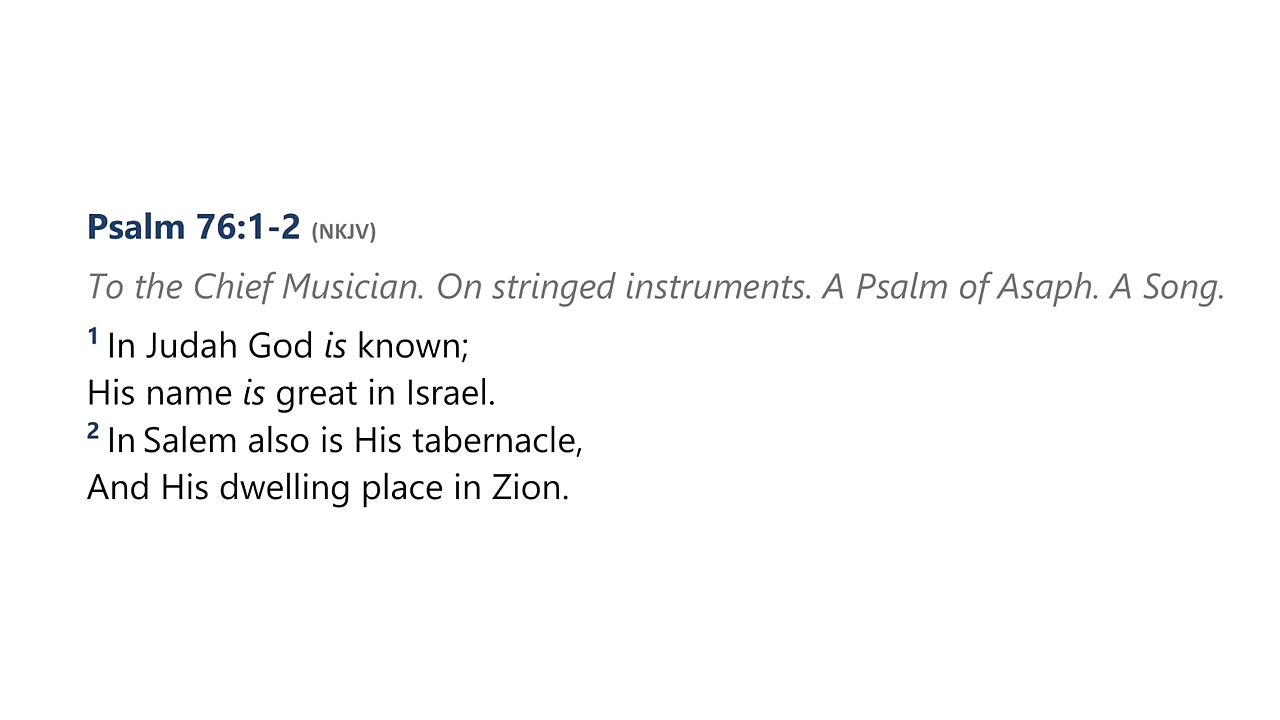 Psalm 76:1-2 (NKJV)
To the Chief Musician. On stringed instruments. A Psalm of Asaph. A Song.
1 In Judah God is known;
His name is great in Israel.
2 In Salem also is His tabernacle,
And His dwelling place in Zion.